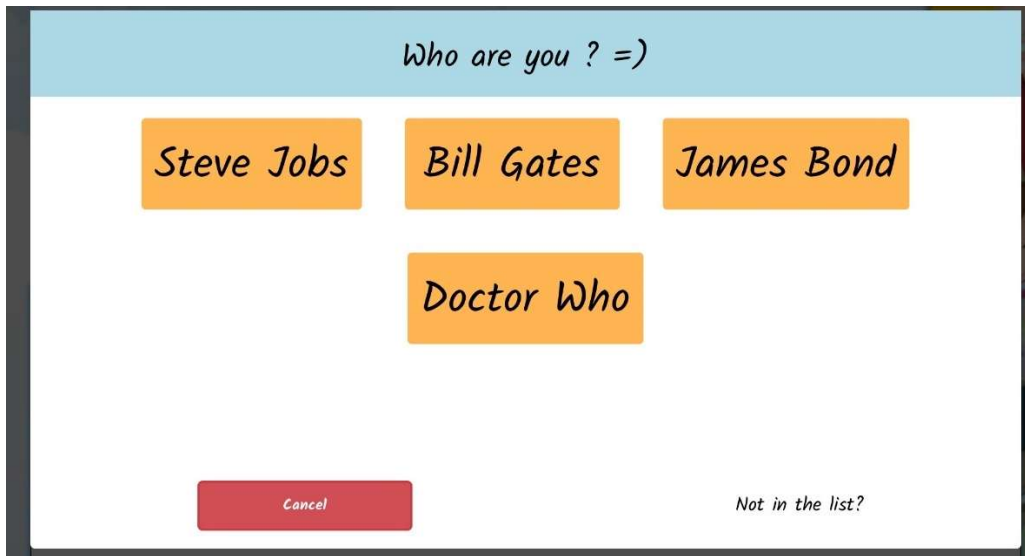 Who are you ? =)
Steve Jobs Bill Gates James Bond
Doctor Who
Cancel Not in the list?